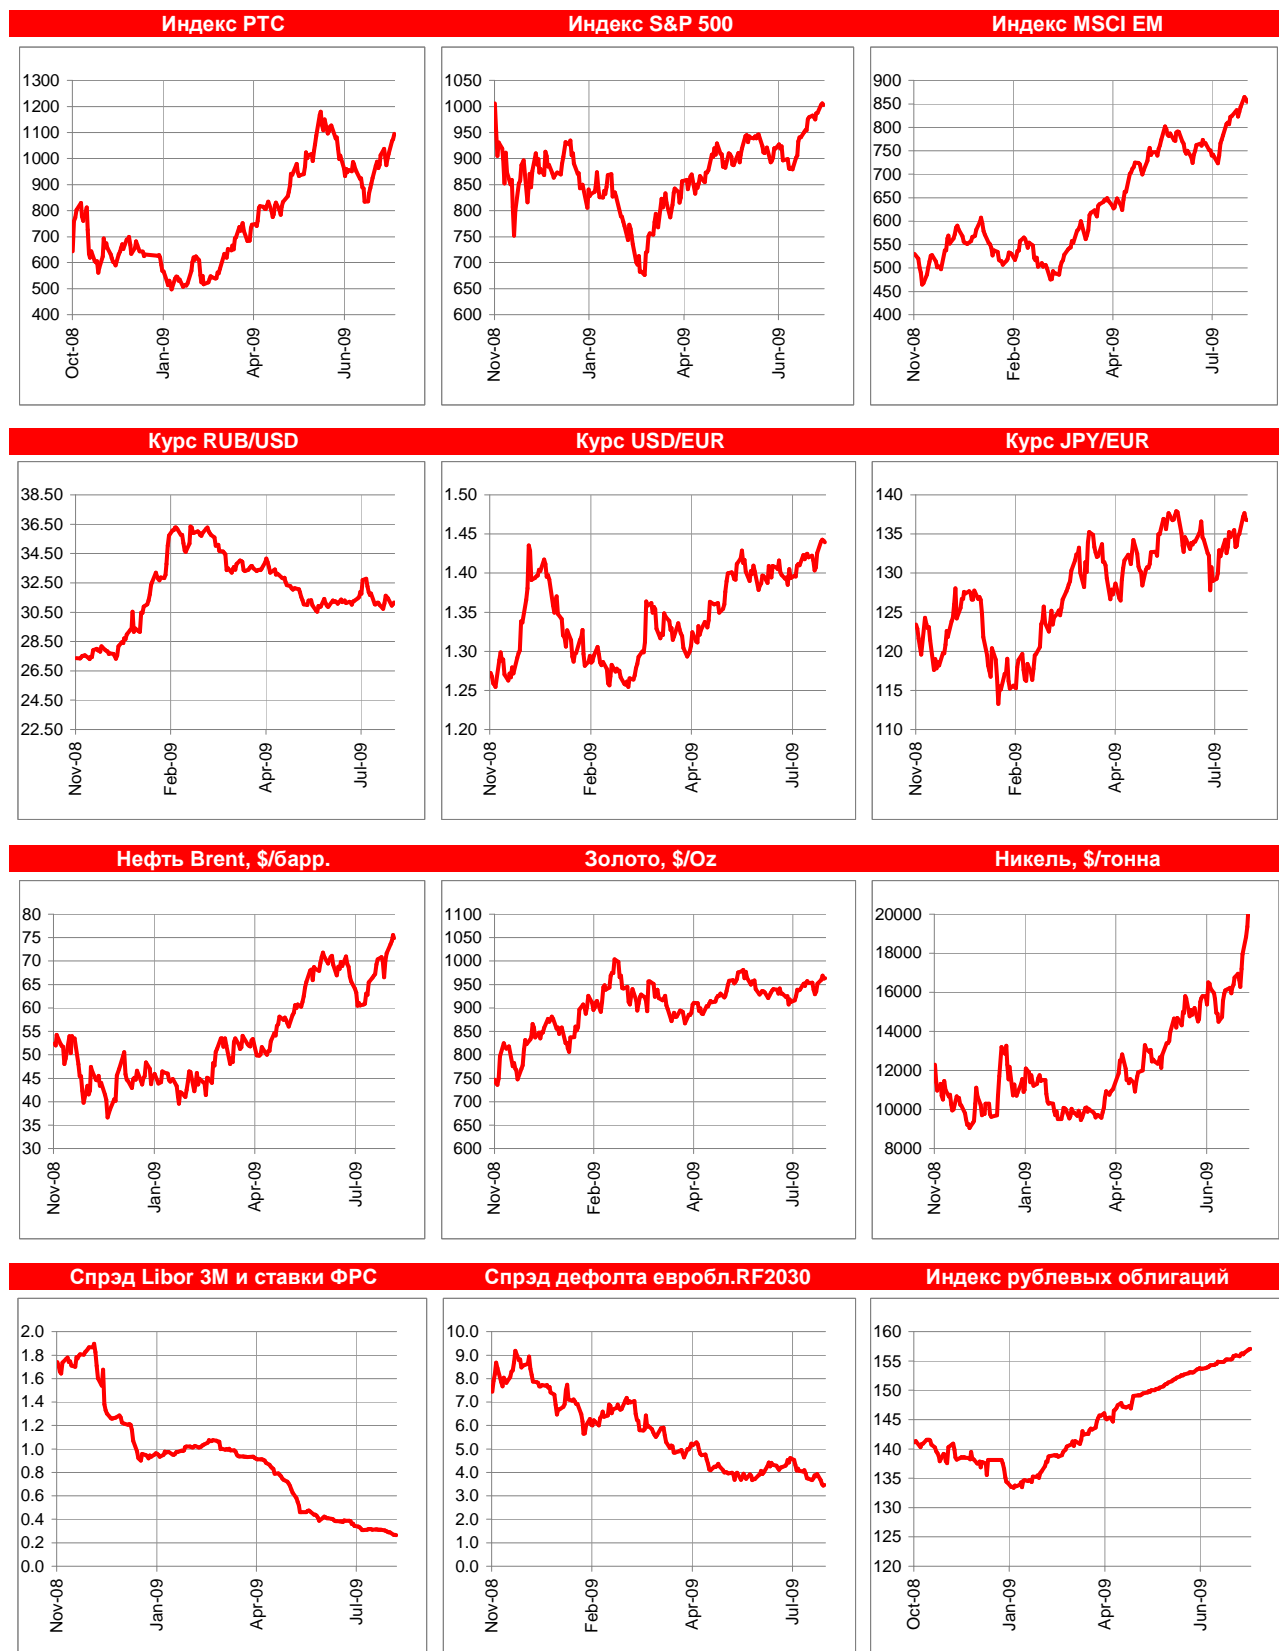 Индекс РТС
1300
1200
1100
1000
900
800
700
600
500
400
Oct-08
Jan-09
Apr-09
Jun-09
Индекс S&P 500
1050
1000
950
900
850
800
750
700
650
600
Nov-08
Jan-09
Apr-09
Jun-09
Индекс MSCI EM
900
850
800
750
700
650
600
550
500
450
400
Nov-08
Feb-09
Apr-09
Jul-09
Курс RUB/USD
38.50
36.50
34.50
32.50
30.50
28.50
26.50
24.50
22.50
Nov-08
Feb-09
Apr-09
Jul-09
Курс USD/EUR
1.50
1.45
1.40
1.35
1.30
1.25
1.20
Nov-08
Feb-09
Apr-09
Jul-09
Курс JPY/EUR
140
135
130
125
120
115
110
Nov-08
Feb-09
Apr-09
Jul-09
Нефть Brent, $/барр.
80
75
70
65
60
55
50
45
40
35
30
Nov-08
Jan-09
Apr-09
Jul-09
Золото, $/Oz
1100
1050
1000
950
900
850
800
750
700
650
600
Nov-08
Feb-09
Apr-09
Jul-09
Никель, $/тонна
20000
18000
16000
14000
12000
10000
8000
Nov-08
Jan-09
Apr-09
Jun-09
Спрэд Libor 3M и ставки ФРС
2.0
1.8
1.6
1.4
1.2
1.0
0.8
0.6
0.4
0.2
0.0
Nov-08
Jan-09
Apr-09
Jul-09
Спрэд дефолта евробл.RF2030
10.0
9.0
8.0
7.0
6.0
5.0
4.0
3.0
2.0
1.0
0.0
Nov-08
Feb-09
Apr-09
Jul-09
Индекс рублевых облигаций
160
155
150
145
140
135
130
125
120
Oct-08
Jan-09
Apr-09
Jun-09